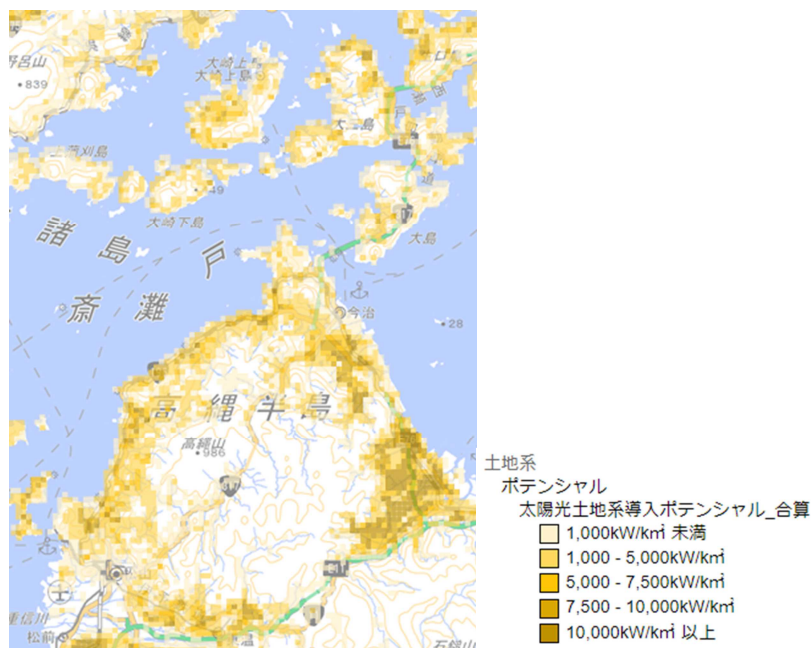 野呂山
・839
大崎上
大崎上島
大三島
上蒲刈島
・49
大崎下島
大島
諸島
戸
斎灘
今治
・28
高縄半島
高縄山
・986
重信川
松前
石鎚山
土地系
ポテンシャル
太陽光土地系導入ポテンシャル_合算
1,000kW/k㎡ 未満
1,000 - 5,000kW/k㎡
5,000 - 7,500kW/k㎡
7,500 - 10,000kW/k㎡
10,000kW/k㎡ 以上